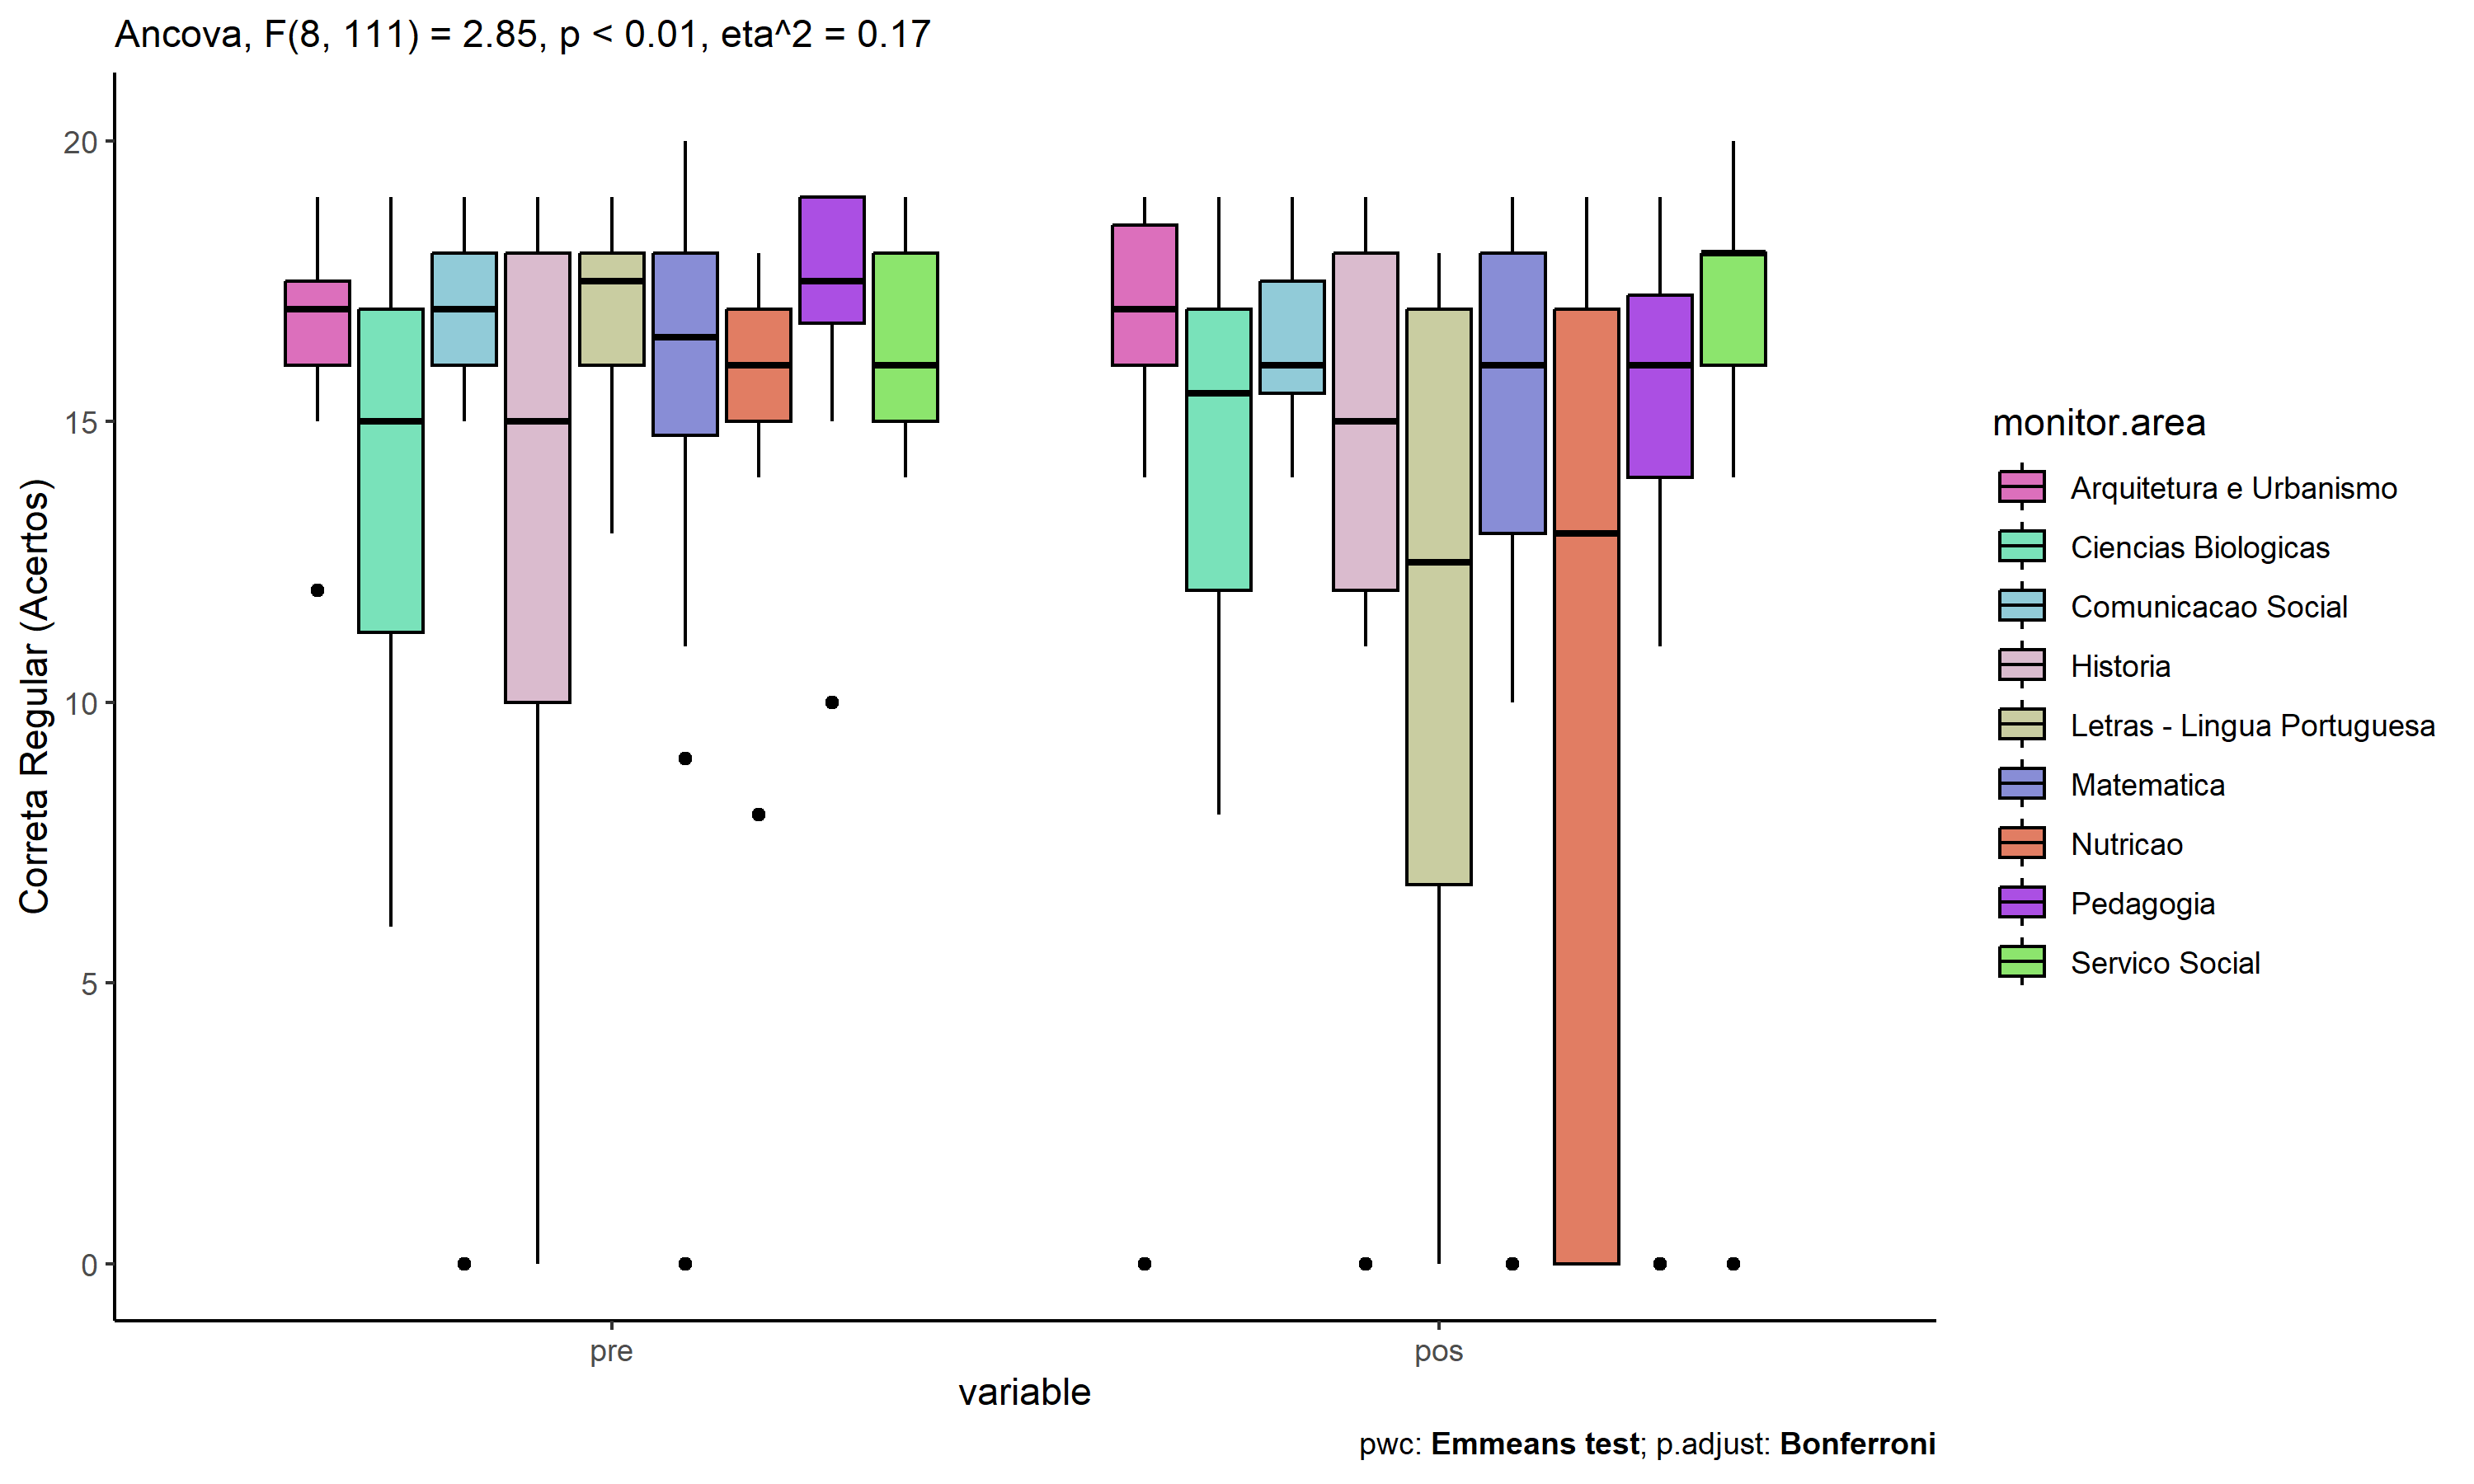 Ancova, F(8, 111) = 2.85, p < 0.01, eta^2 = 0.17
Correta Regular (Acertos)
20
15
10
5
0
pre
pos
variable
monitor.area
Arquitetura e Urbanismo
Ciencias Biologicas
Comunicacao Social
Historia
Letras - Lingua Portuguesa
Matematica
Nutricao
Pedagogia
Servico Social
pwc: Emmeans test; p.adjust: Bonferroni